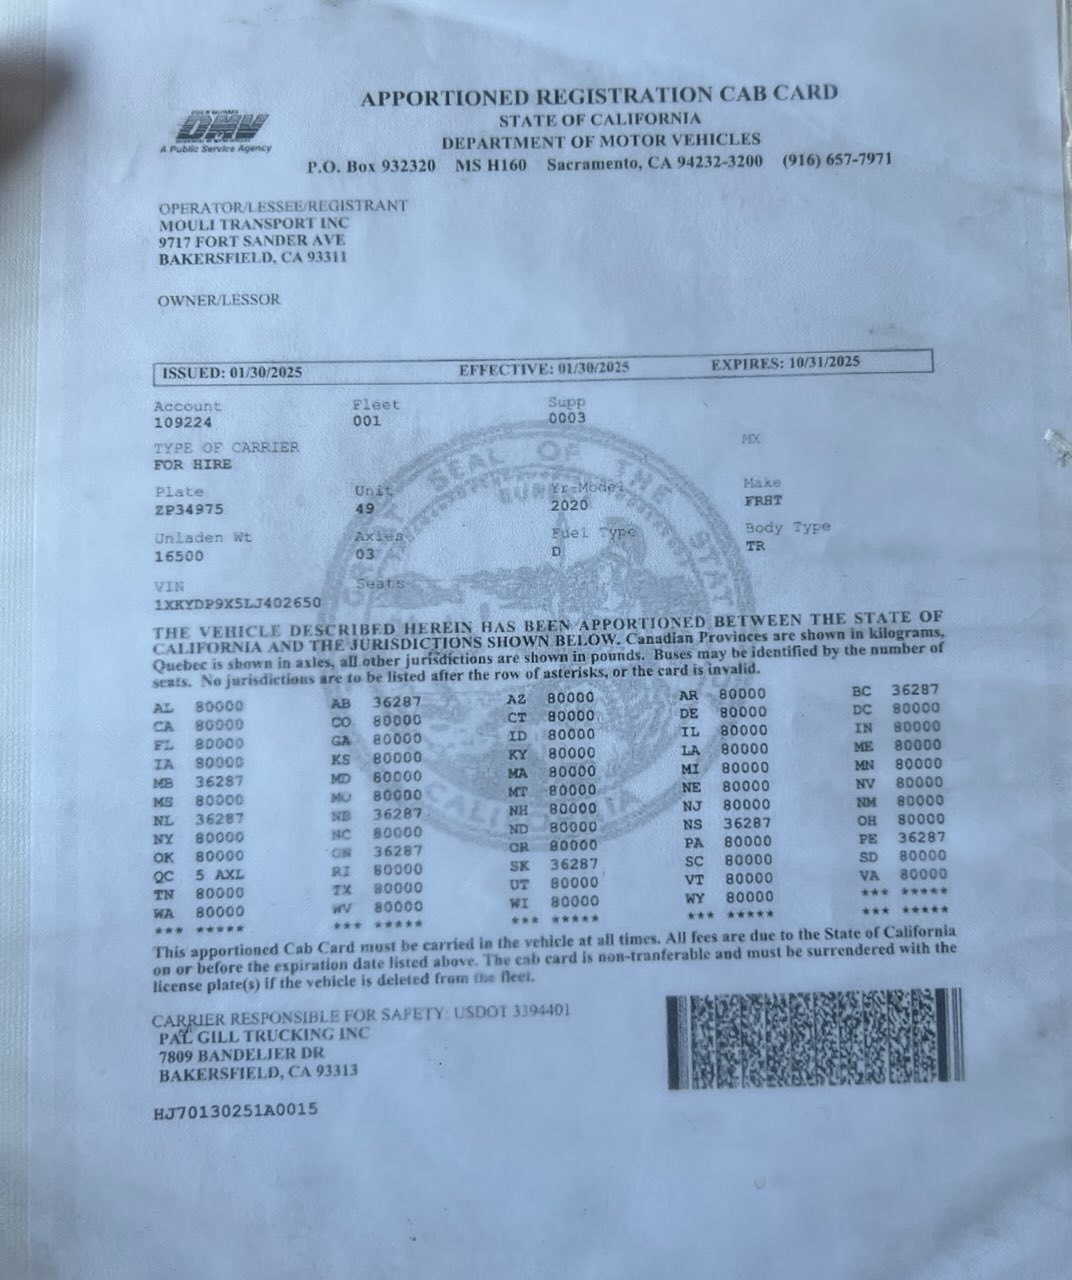 APPORTIONED REGISTRATION CAB CARD
STATE OF CALIFORNIA
DEPARTMENT OF MOTOR VEHICLES
P.O. Box 932320 MS H160 Sacramento, CA 94232-3200 (916) 657-7971
DMV
A Public Service Agency
OPERATOR/LESSEE/REGISTRANT
MOULI TRANSPORT INC
9717 FORT SANDER AVE
BAKERSFIELD, CA 93311
OWNER/LESSOR
ISSUED: 01/30/2025 EFFECTIVE: 01/30/2025 EXPIRES: 10/31/2025
Account Fleet Supp
109224 001 0003
TYPE OF CARRIER MX
FOR HIRE
Plate Unit Yr-Model Make
ZP34975 49 2020 FRHT
Unladen Wt Axles Fuel Type Body Type
16500 03 D TR
VIN Seats
1XKYDP9X5LJ402650
THE VEHICLE DESCRIBED HEREIN HAS BEEN APPORTIONED BETWEEN THE STATE OF
CALIFORNIA AND THE JURISDICTIONS SHOWN BELOW. Canadian Provinces are shown in kilograms,
Quebec is shown in axles, all other jurisdictions are shown in pounds. Buses may be identified by the number of
seats. No jurisdictions are to be listed after the row of asterisks, or the card is invalid.
AL 80000 AB 36287 AZ 80000 AR 80000 BC 36287
CA 80000 CO 80000 CT 80000 DE 80000 DC 80000
FL 80000 GA 80000 ID 80000 IL 80000 IN 80000
IA 80000 KS 80000 KY 80000 LA 80000 ME 80000
MB 36287 MD 80000 MA 80000 MI 80000 MN 80000
MS 80000 MO 80000 MT 80000 NE 80000 NV 80000
NL 36287 NB 36287 NH 80000 NJ 80000 NM 80000
NY 80000 NC 80000 ND 80000 NS 36287 OH 80000
OK 80000 ON 36287 OR 80000 PA 80000 PE 36287
QC 5 AXL RI 80000 SK 36287 SC 80000 SD 80000
TN 80000 TX 80000 UT 80000 VT 80000 VA 80000
WA 80000 WV 80000 WI 80000 WY 80000 *** *****
*** ***** *** ***** *** ***** *** ***** *** *****
This apportioned Cab Card must be carried in the vehicle at all times. All fees are due to the State of California
on or before the expiration date listed above. The cab card is non-tranferable and must be surrendered with the
license plate(s) if the vehicle is deleted from the fleet.
CARRIER RESPONSIBLE FOR SAFETY: USDOT 3394401
PAL GILL TRUCKING INC
7809 BANDELIER DR
BAKERSFIELD, CA 93313
HJ70130251A0015